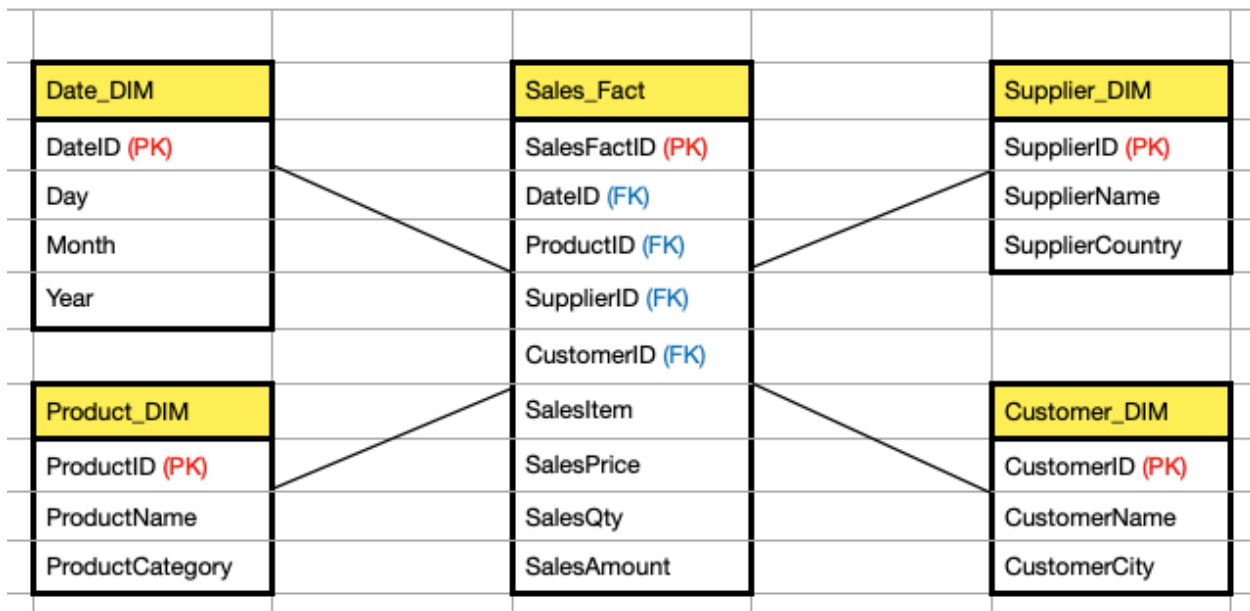 Date_DIM
DateID (PK)
Day
Month
Year
Product_DIM
ProductID (PK)
ProductName
ProductCategory
Sales_Fact
SalesFactID (PK)
DateID (FK)
ProductID (FK)
SupplierID (FK)
CustomerID (FK)
SalesItem
SalesPrice
SalesQty
SalesAmount
Supplier_DIM
SupplierID (PK)
SupplierName
SupplierCountry
Customer_DIM
CustomerID (PK)
CustomerName
CustomerCity